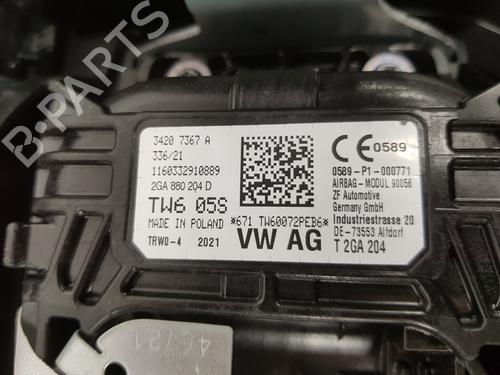 3420 7367 A
336/21
1160332910889
2GA 880 204 D
TW6 05S
MADE IN POLAND
TRWO-4 2021
*671 TW60072PEB6*
VW AG
CE 0589
0589-P1-000771
AIRBAG-MODUL 90056
ZF Automotive
Germany GmbH
Industriestrasse 20
DE-73553 Alfdorf
T 2GA 204
46/21
B-PARTS